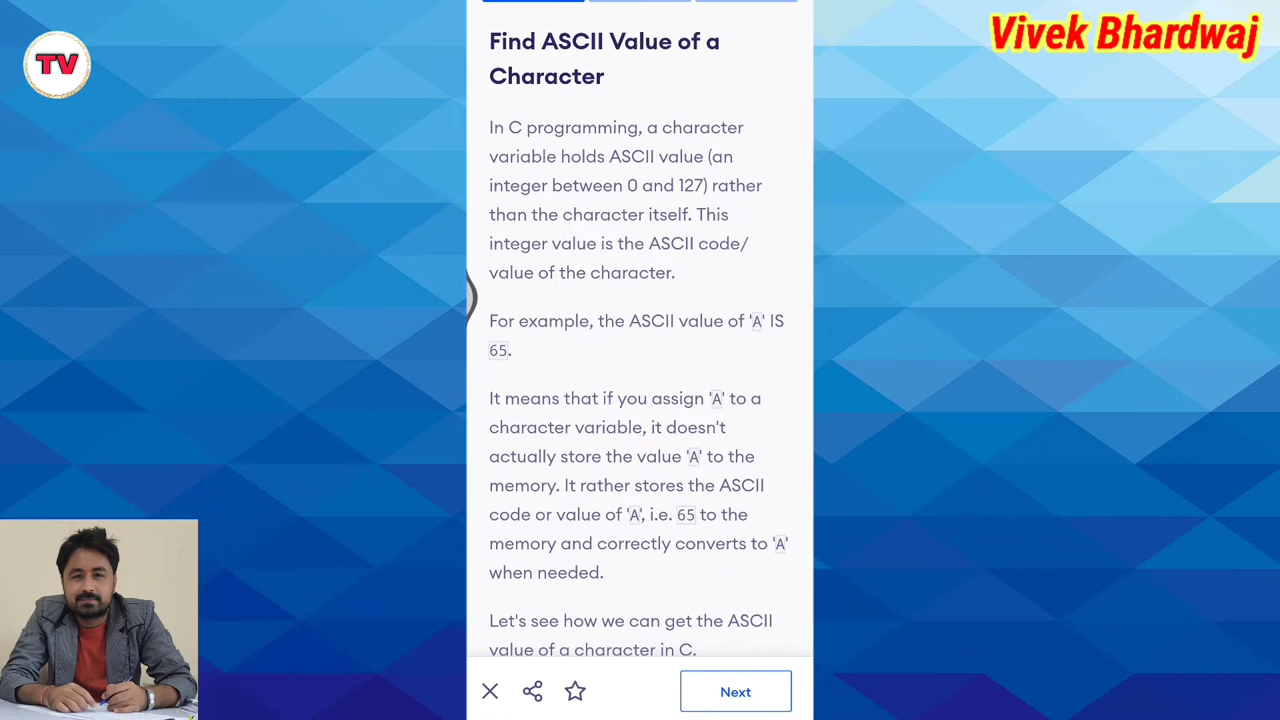 TV
Vivek Bhardwaj
Find ASCII Value of a
Character
In C programming, a character
variable holds ASCII value (an
integer between 0 and 127) rather
than the character itself. This
integer value is the ASCII code/
value of the character.
For example, the ASCII value of 'A' IS
65.
It means that if you assign 'A' to a
character variable, it doesn't
actually store the value 'A' to the
memory. It rather stores the ASCII
code or value of 'A', i.e. 65 to the
memory and correctly converts to 'A'
when needed.
Let's see how we can get the ASCII
value of a character in C.
Next